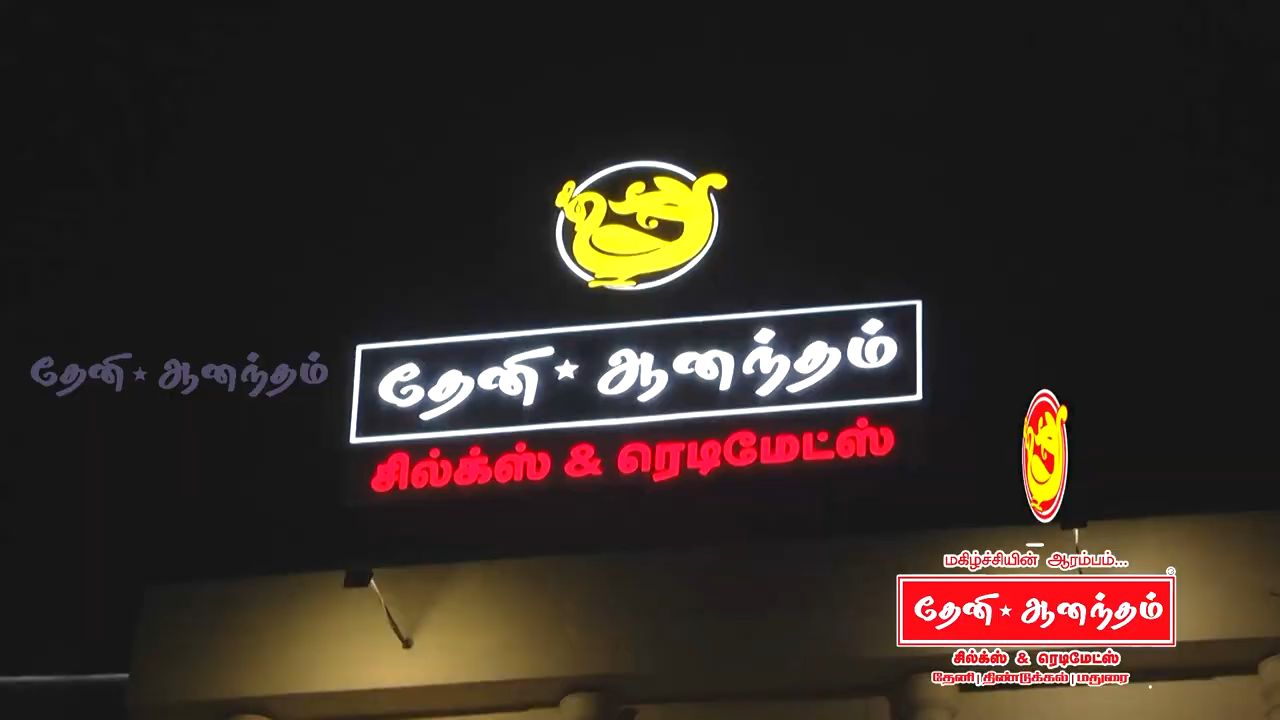 தேனி ★ ஆனந்தம்
தேனி ★ ஆனந்தம்
சில்க்ஸ் & ரெடிமேட்ஸ்
மகிழ்ச்சியின் ஆரம்பம்...
தேனி ★ ஆனந்தம் ©
சில்க்ஸ் & ரெடிமேட்ஸ்
தேனி | திண்டுக்கல் | மதுரை